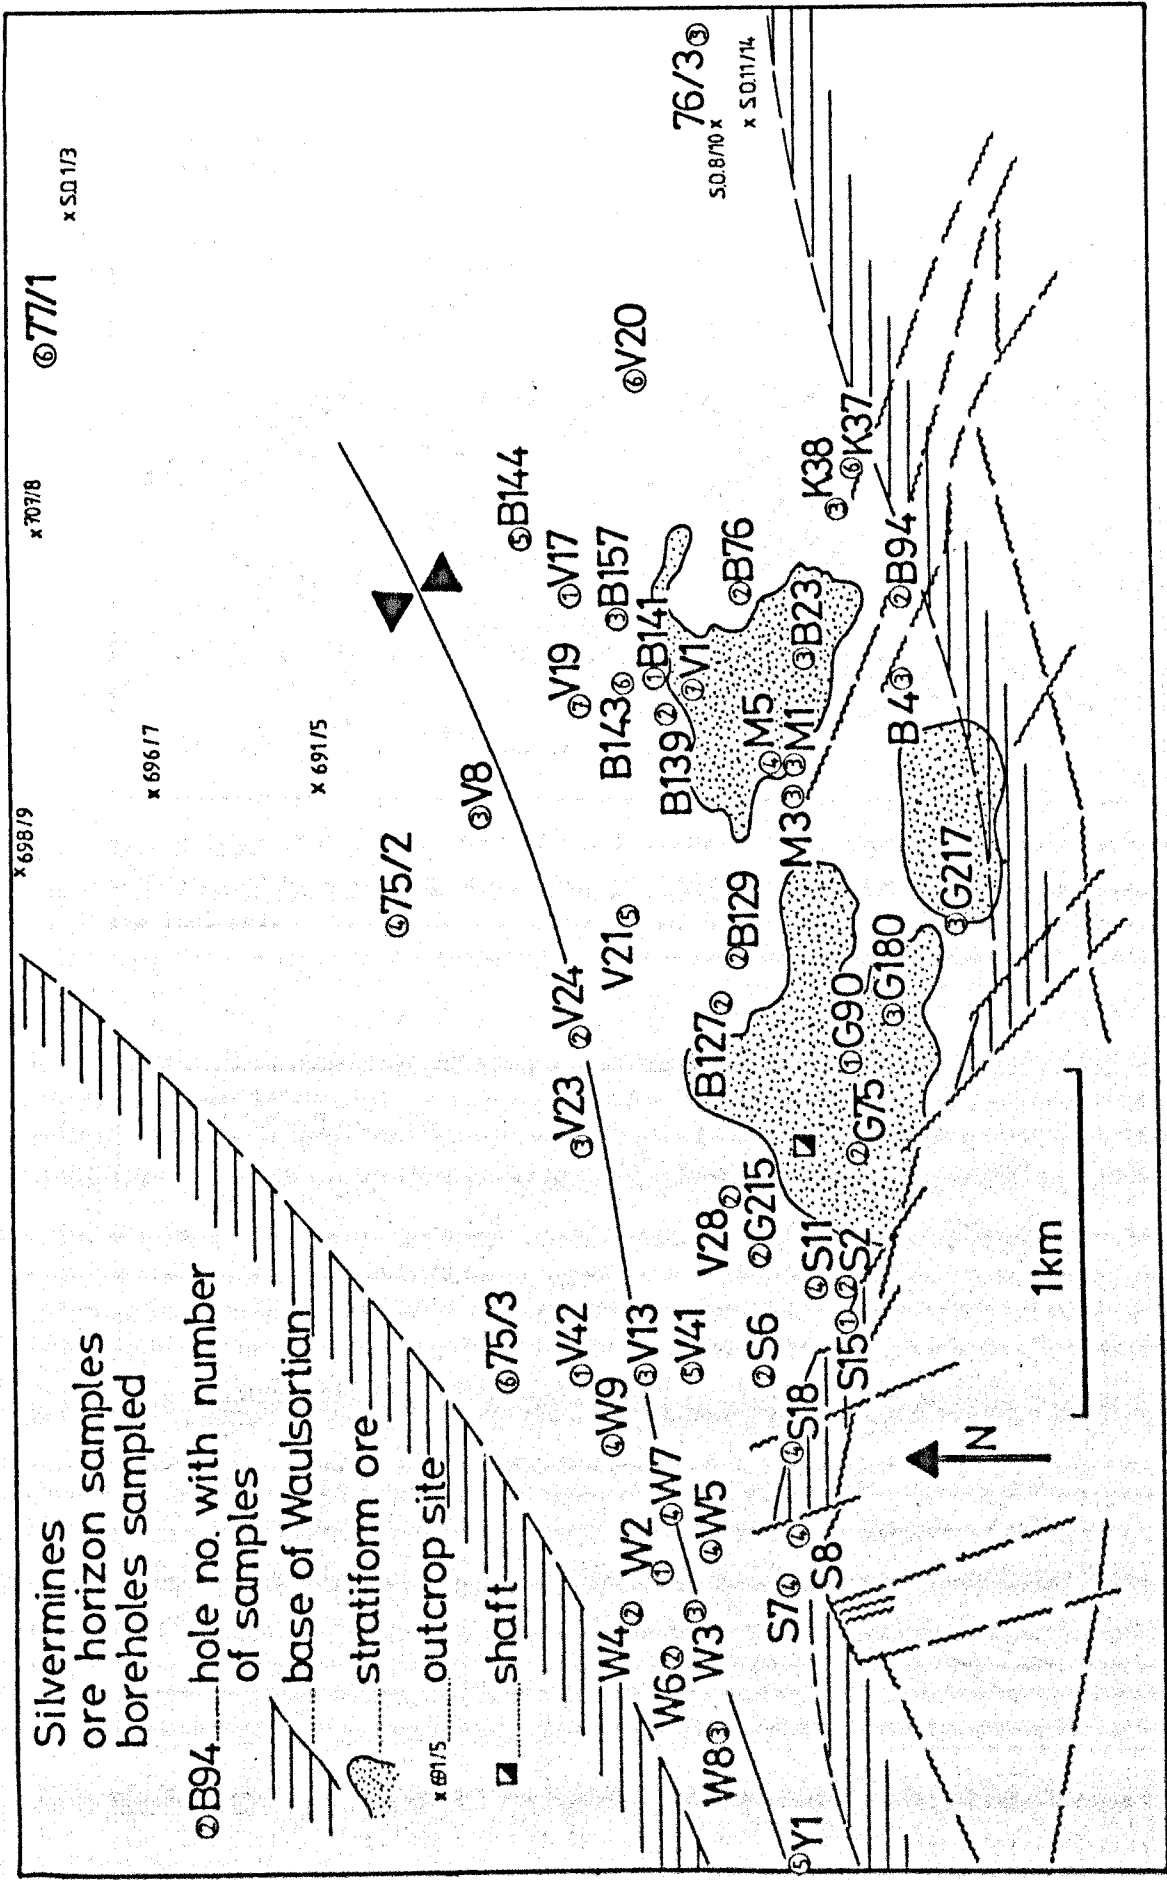 Silvermines
ore horizon samples
boreholes sampled
②B94........hole no. with number
of samples
base of Waulsortian
stratiform ore
x 691/5........outcrop site
shaft
x 698/9
x 707/8
⑥77/1
x S.O.1/3
x 696/7
x 691/5
④75/2
③V8
⑤B144
⑥V20
76/3③
S.O.8/10 x
x S.O.11/14
⑥75/3
①V42
④W9
③V13
⑤V41
③V23
②V24
V21⑤
⑦V19
①V17
B143⑥
③B157
①B141
B139②
⑦V1
②B76
W4②
W2①
④W7
W6②
W3③
④W5
W8③
⑤Y1
②S6
V28②
②G215
B127②
②B129
M5④
M3③
③M1
③B23
K38③
⑥K37
S7④
S8④
④S18
S15①
④S11
②S2
②G75
①G90
③G180
③G217
B4③
②B94
N
1km